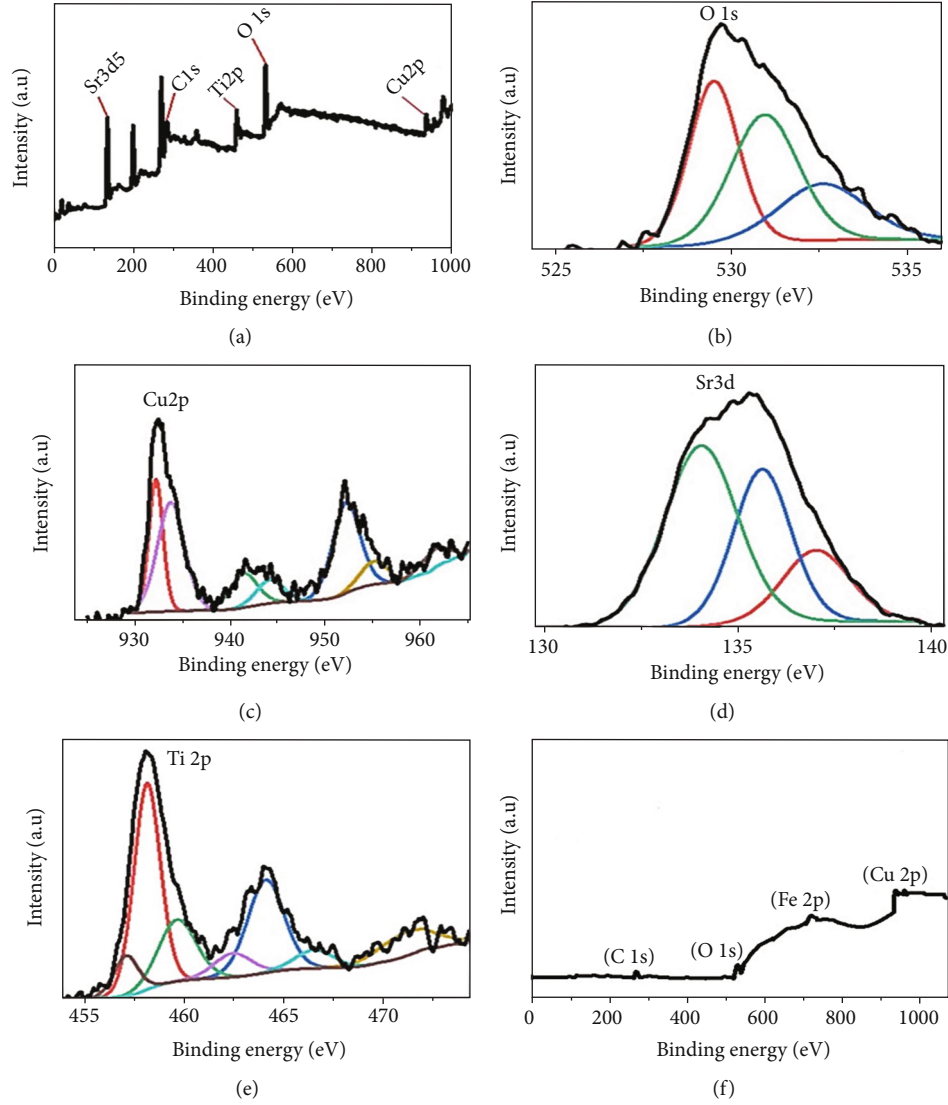 Intensity (a.u)
Sr3d5
C1s
Ti2p
O 1s
Cu2p
0 200 400 600 800 1000
Binding energy (eV)
(a)
Intensity (a.u)
O 1s
525 530 535
Binding energy (eV)
(b)
Intensity (a.u)
Cu2p
930 940 950 960
Binding energy (eV)
(c)
Intensity (a.u)
Sr3d
130 135 140
Binding energy (eV)
(d)
Intensity (a.u)
Ti 2p
455 460 465 470
Binding energy (eV)
(e)
Intensity (a.u)
(C 1s)
(O 1s)
(Fe 2p)
(Cu 2p)
0 200 400 600 800 1000
Binding energy (eV)
(f)